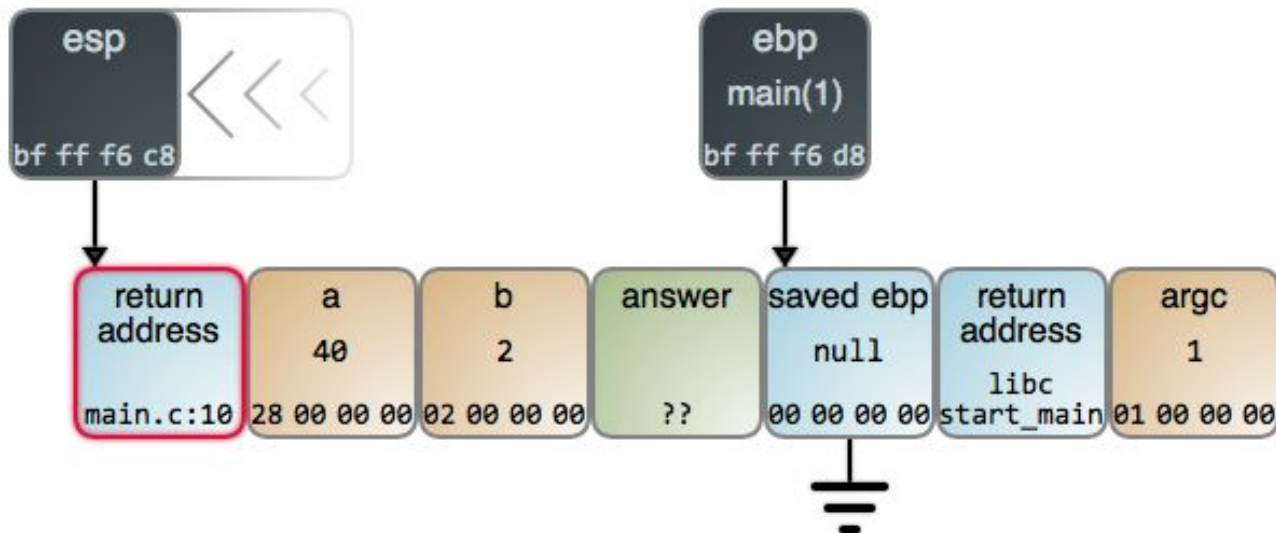 esp
bf ff f6 c8
ebp
main(1)
bf ff f6 d8
return
address
main.c:10
a
40
28 00 00 00
b
2
02 00 00 00
answer
??
saved ebp
null
00 00 00 00
return
address
libc
start_main
argc
1
01 00 00 00